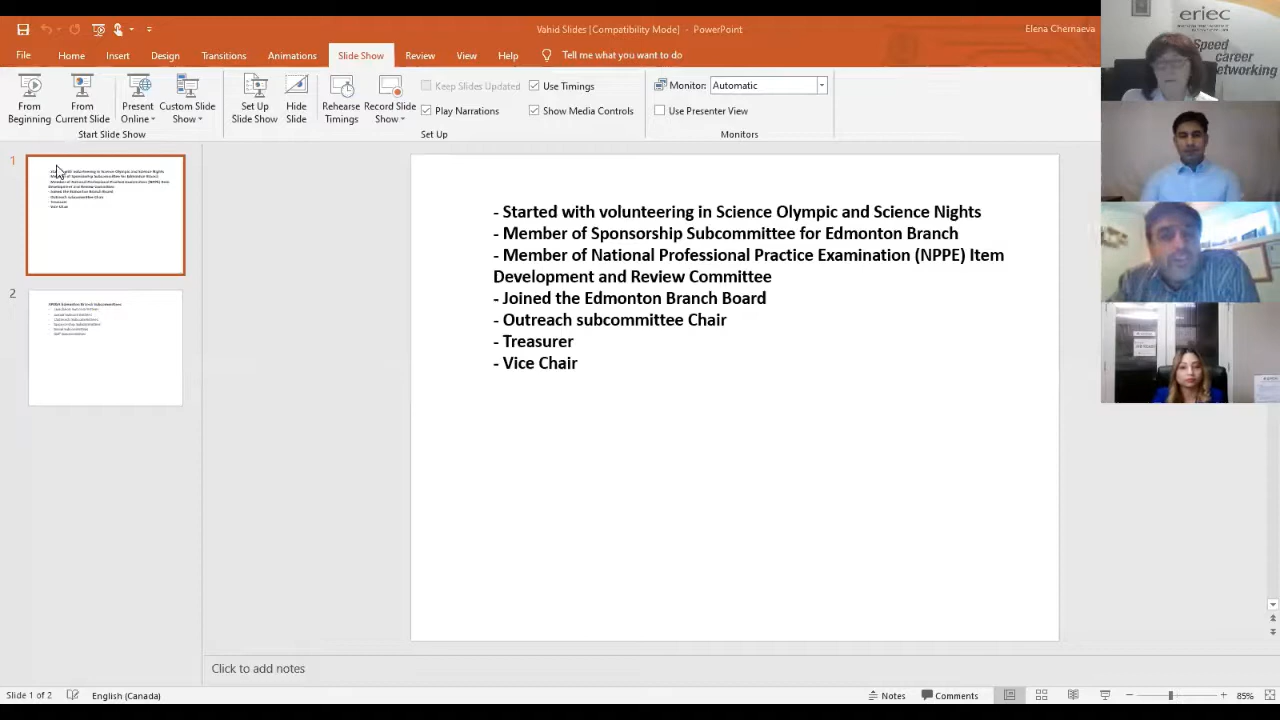 Vahid Slides [Compatibility Mode] - PowerPoint
Elena Chernaeva
File Home Insert Design Transitions Animations Slide Show Review View Help Tell me what you want to do
From Beginning
From Current Slide
Present Online
Custom Slide Show
Set Up Slide Show
Hide Slide
Rehearse Timings
Record Slide Show
Keep Slides Updated
Use Timings
Play Narrations
Show Media Controls
Monitor: Automatic
Use Presenter View
Start Slide Show
Set Up
Monitors
eriec
Speed
career
networking
1
2
- Started with volunteering in Science Olympic and Science Nights
- Member of Sponsorship Subcommittee for Edmonton Branch
- Member of National Professional Practice Examination (NPPE) Item
Development and Review Committee
- Joined the Edmonton Branch Board
- Outreach subcommittee Chair
- Treasurer
- Vice Chair
Click to add notes
Slide 1 of 2 English (Canada) Notes Comments 85%